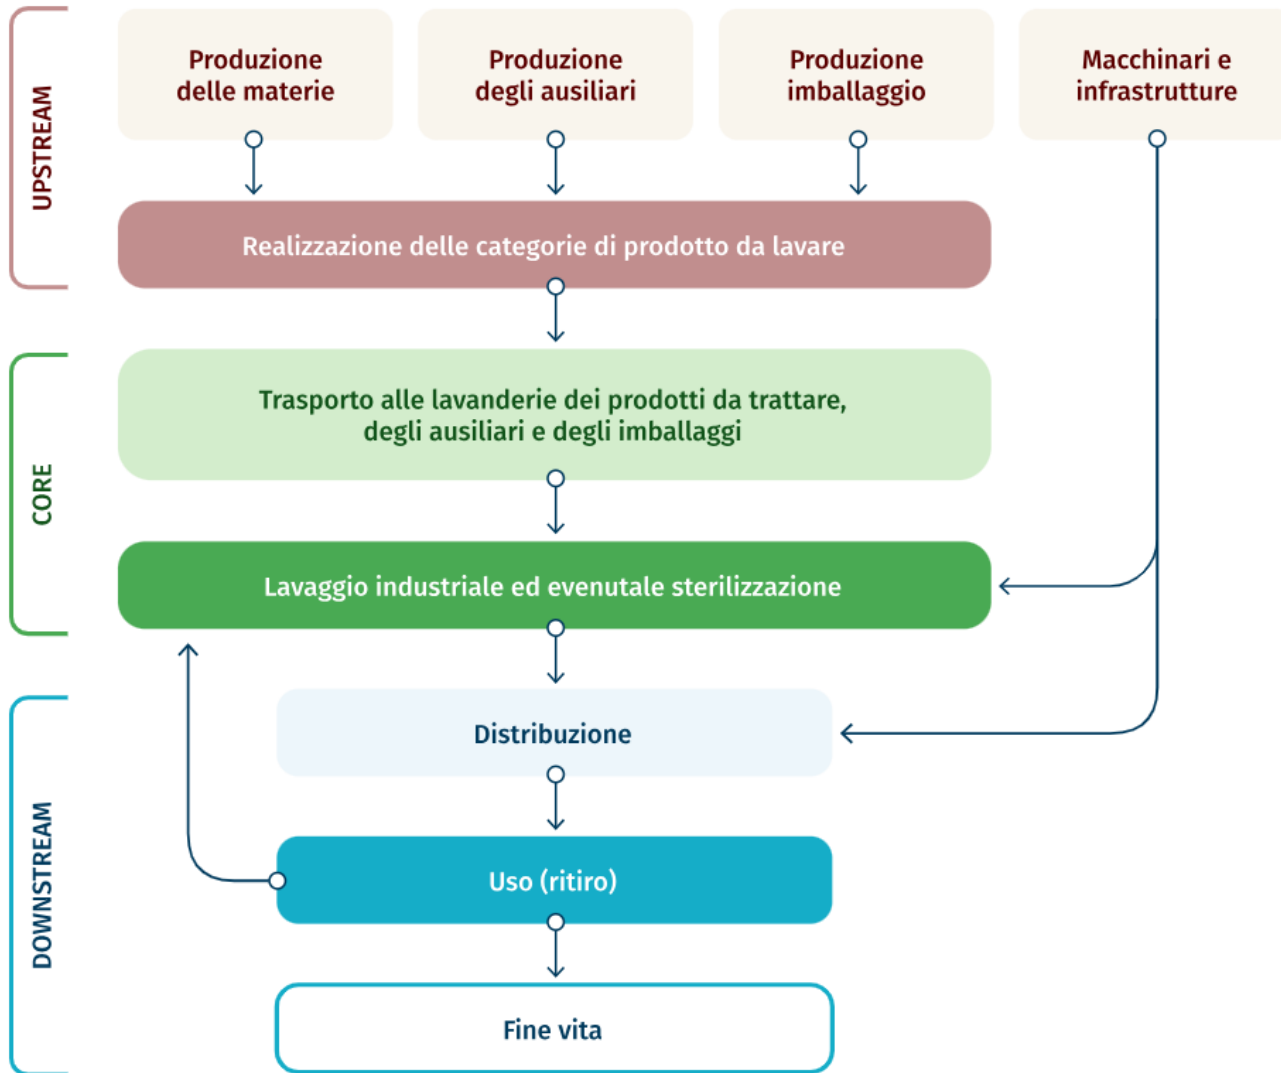 UPSTREAM
Produzione
delle materie
Produzione
degli ausiliari
Produzione
imballaggio
Macchinari e
infrastrutture
Realizzazione delle categorie di prodotto da lavare
CORE
Trasporto alle lavanderie dei prodotti da trattare,
degli ausiliari e degli imballaggi
Lavaggio industriale ed evenutale sterilizzazione
DOWNSTREAM
Distribuzione
Uso (ritiro)
Fine vita